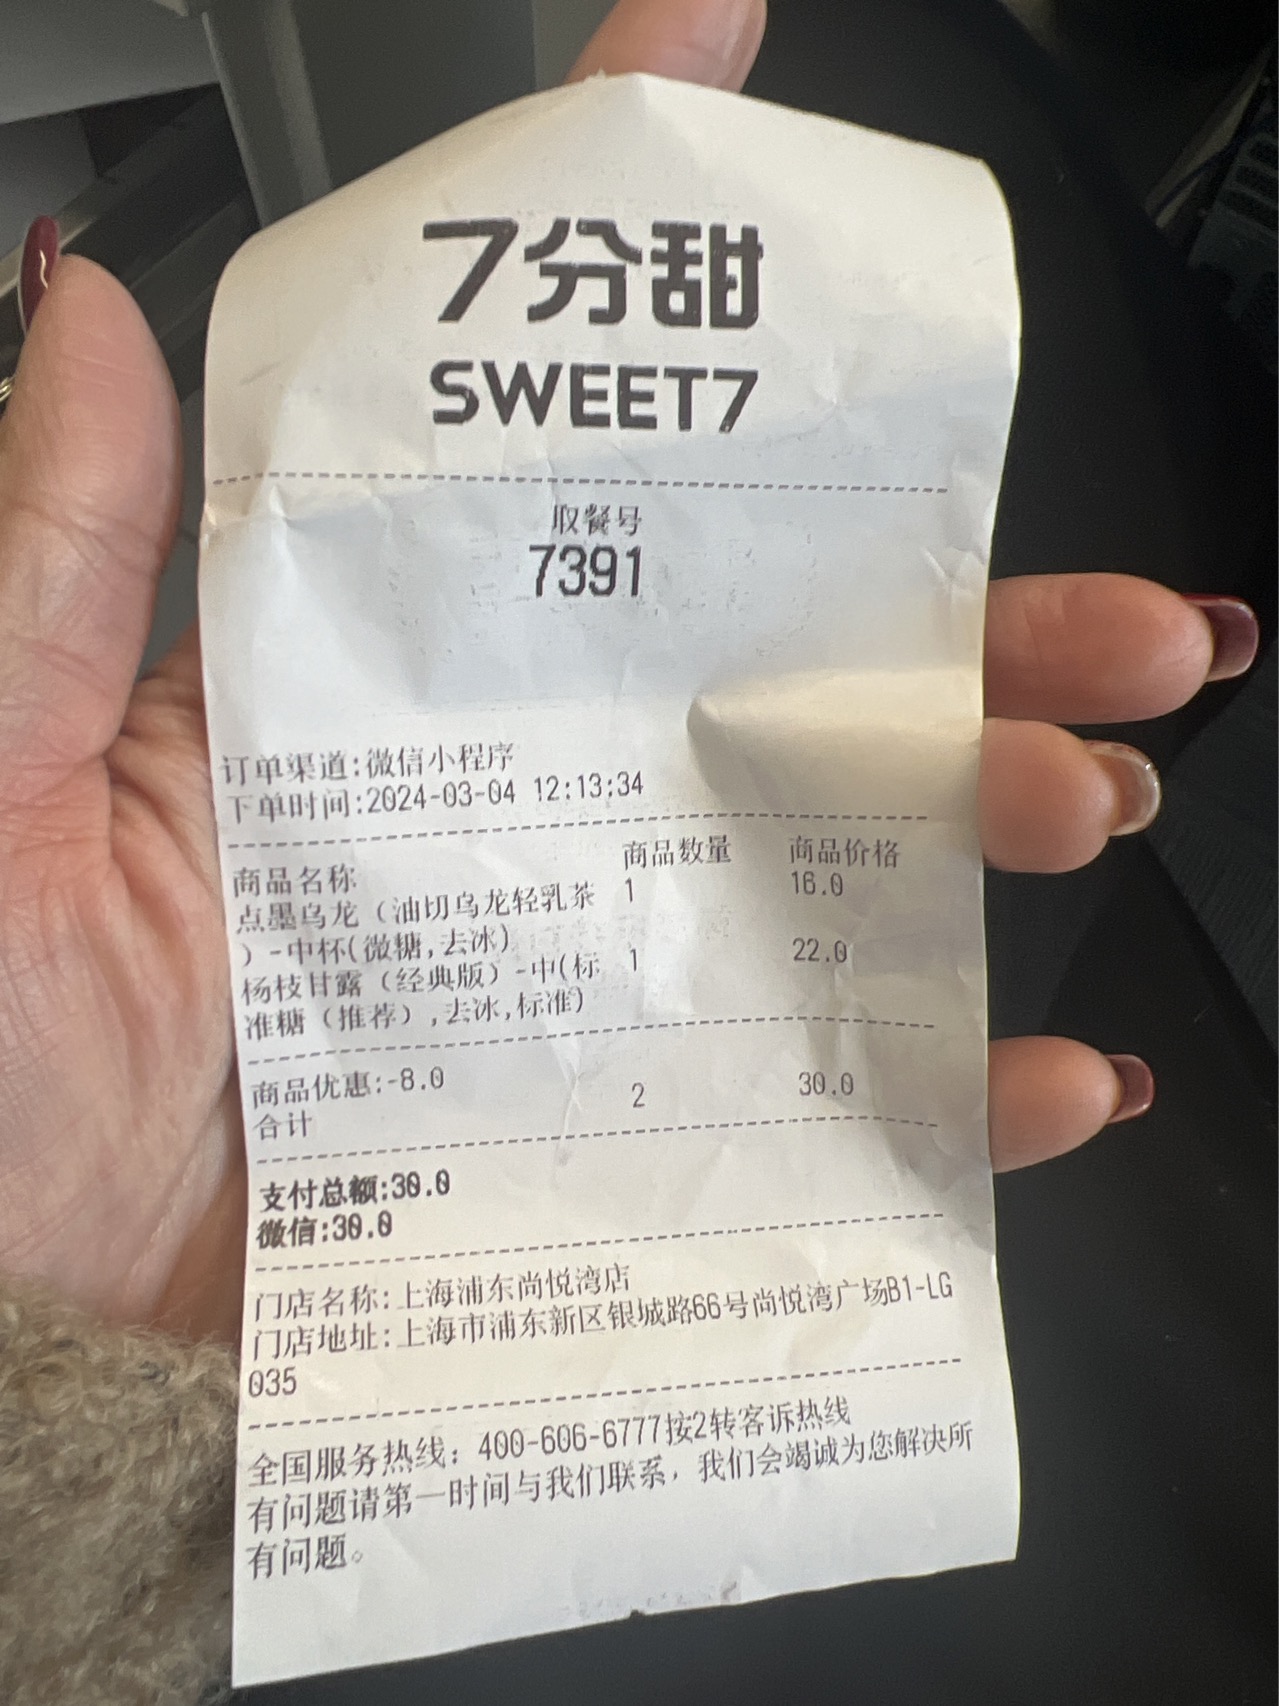 7分甜
SWEET7
取餐号
7391
订单渠道:微信小程序
下单时间:2024-03-04 12:13:34
商品名称 商品数量 商品价格
点墨乌龙（油切乌龙轻乳茶 1 16.0
）-中杯(微糖,去冰)
杨枝甘露（经典版）-中(标 1 22.0
准糖（推荐）,去冰,标准)
商品优惠:-8.0
合计 2 30.0
支付总额:30.0
微信:30.0
门店名称:上海浦东尚悦湾店
门店地址:上海市浦东新区银城路66号尚悦湾广场B1-LG
035
全国服务热线：400-606-6777按2转客诉热线
有问题请第一时间与我们联系，我们会竭诚为您解决所
有问题。